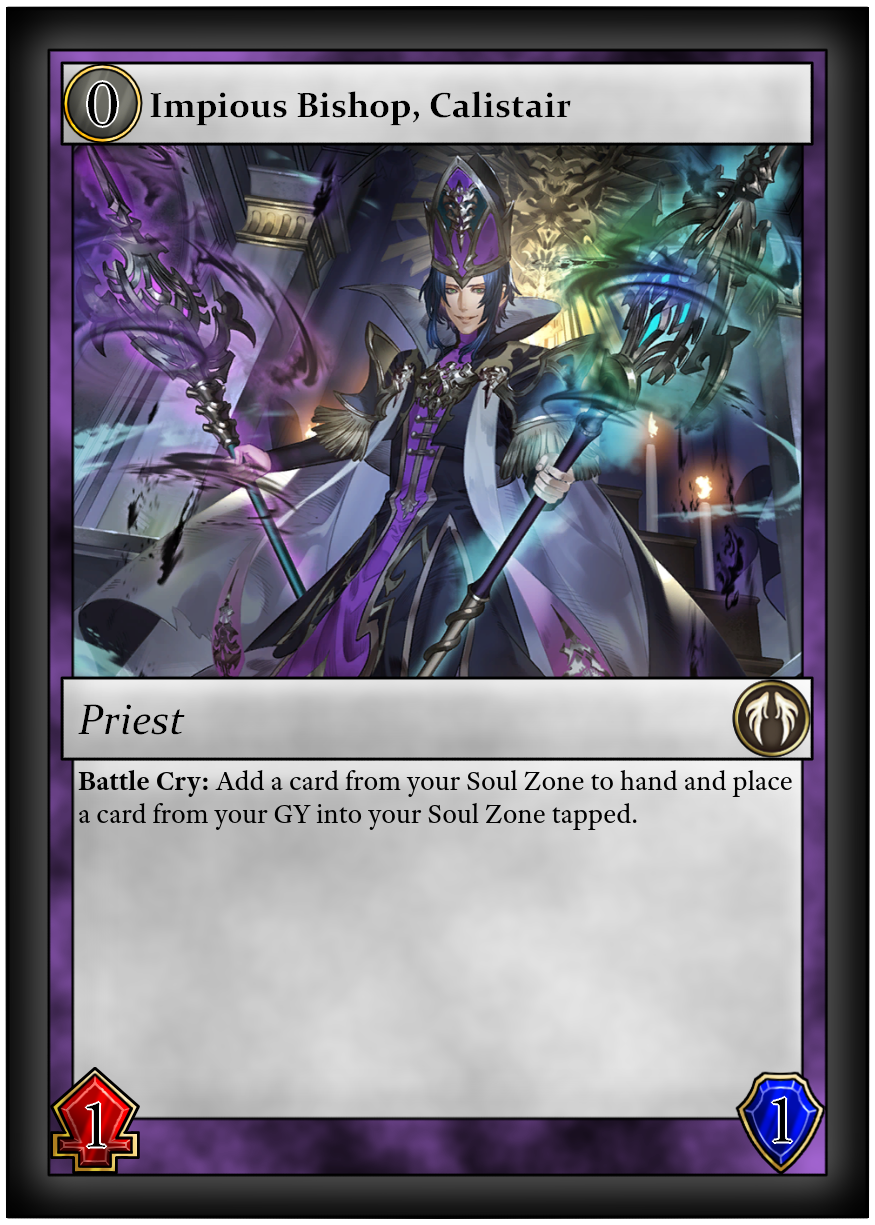 0 Impious Bishop, Calistair
Priest
Battle Cry: Add a card from your Soul Zone to hand and place
a card from your GY into your Soul Zone tapped.
1 1